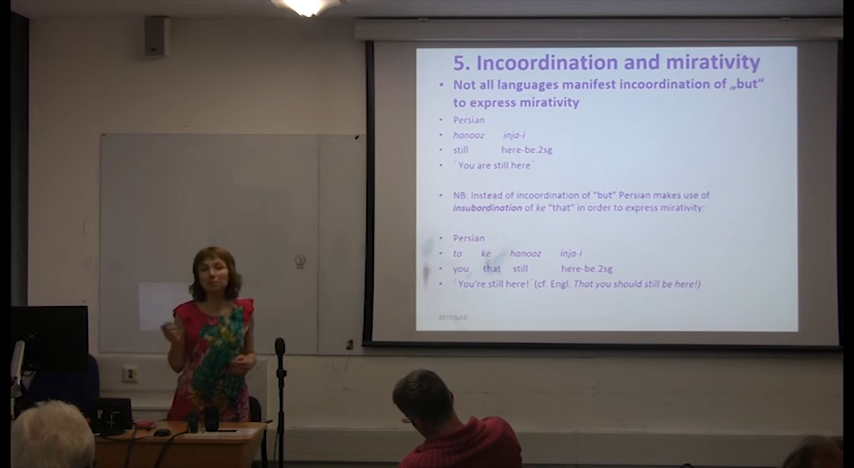 5. Incoordination and mirativity
• Not all languages manifest incoordination of „but“
to express mirativity
• Persian
• hanooz inja-i
• still here-be.2sg
• `You are still here`
• NB: Instead of incoordination of "but" Persian makes use of
insubordination of ke "that" in order to express mirativity:
• Persian
• to ke hanooz inja-i
• you that still here-be.2sg
• `You're still here!` (cf. Engl. That you should still be here!)